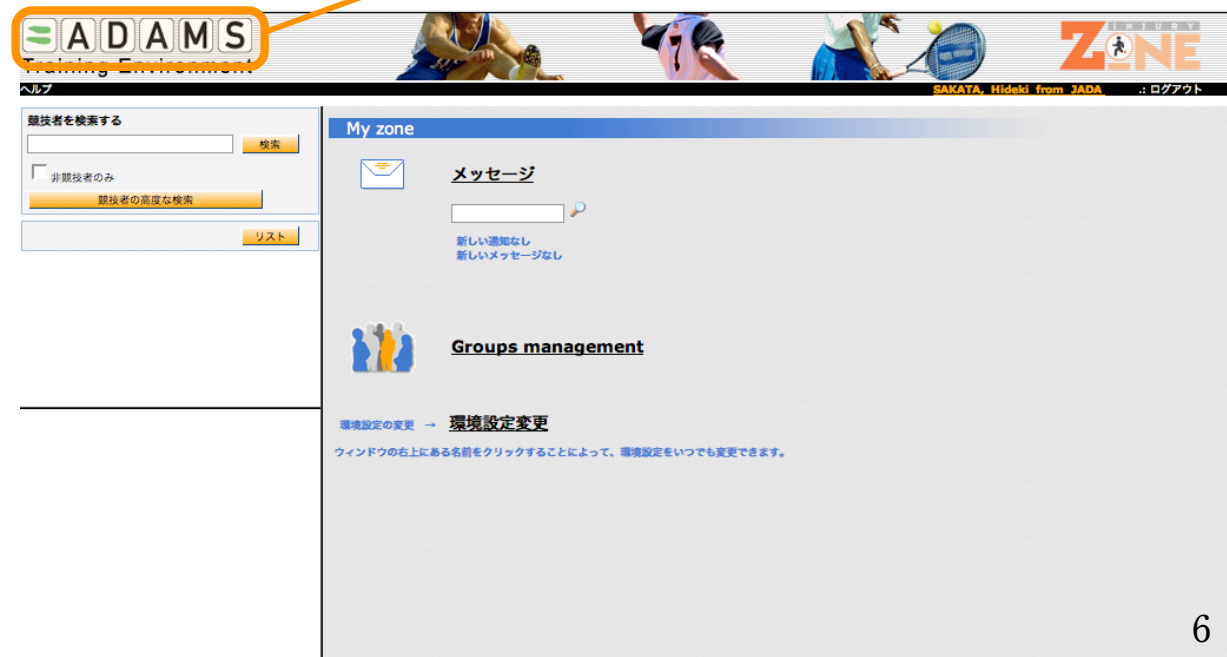 ADAMS
Training Environment
INJURY
ZONE
7
ヘルプ
SAKATA, Hideki from JADA
.: ログアウト
競技者を検索する
検索
非競技者のみ
競技者の高度な検索
リスト
My zone
メッセージ
新しい通知なし
新しいメッセージなし
Groups management
環境設定の変更 → 環境設定変更
ウィンドウの右上にある名前をクリックすることによって、環境設定をいつでも変更できます。
6